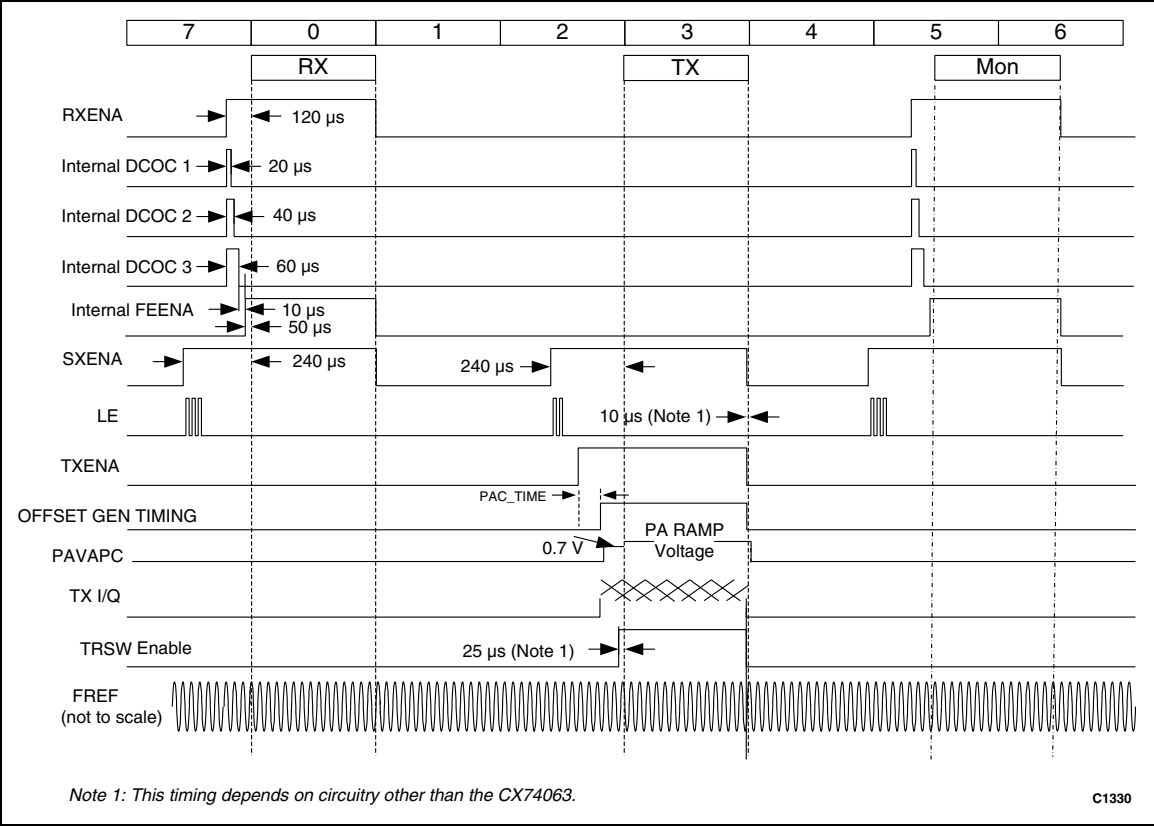 7 0 1 2 3 4 5 6
RX TX Mon
RXENA 120 µs
Internal DCOC 1 20 µs
Internal DCOC 2 40 µs
Internal DCOC 3 60 µs
Internal FEENA 10 µs
50 µs
SXENA 240 µs 240 µs
LE 10 µs (Note 1)
TXENA
PAC_TIME
OFFSET GEN TIMING
PA RAMP
Voltage
PAVAPC 0.7 V
TX I/Q
TRSW Enable 25 µs (Note 1)
FREF
(not to scale)
Note 1: This timing depends on circuitry other than the CX74063.
C1330